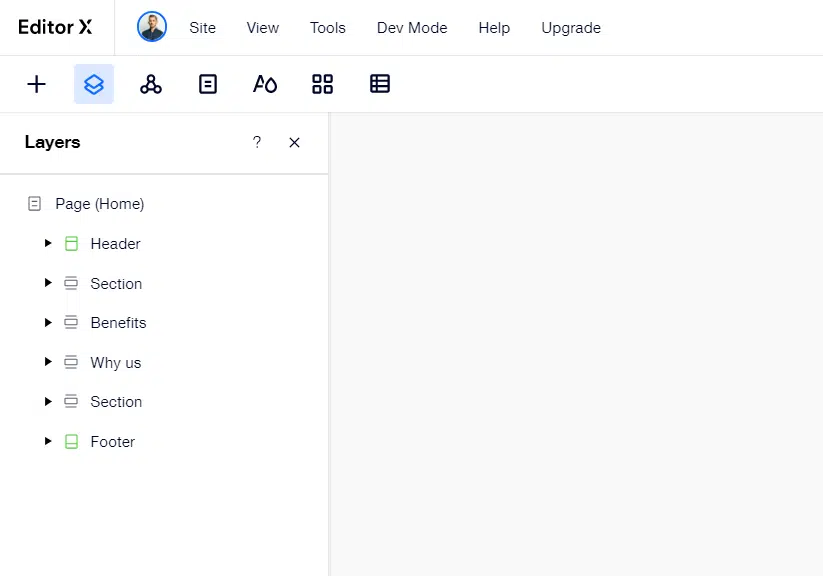 Editor X Site View Tools Dev Mode Help Upgrade
Layers ?
Page (Home)
Header
Section
Benefits
Why us
Section
Footer